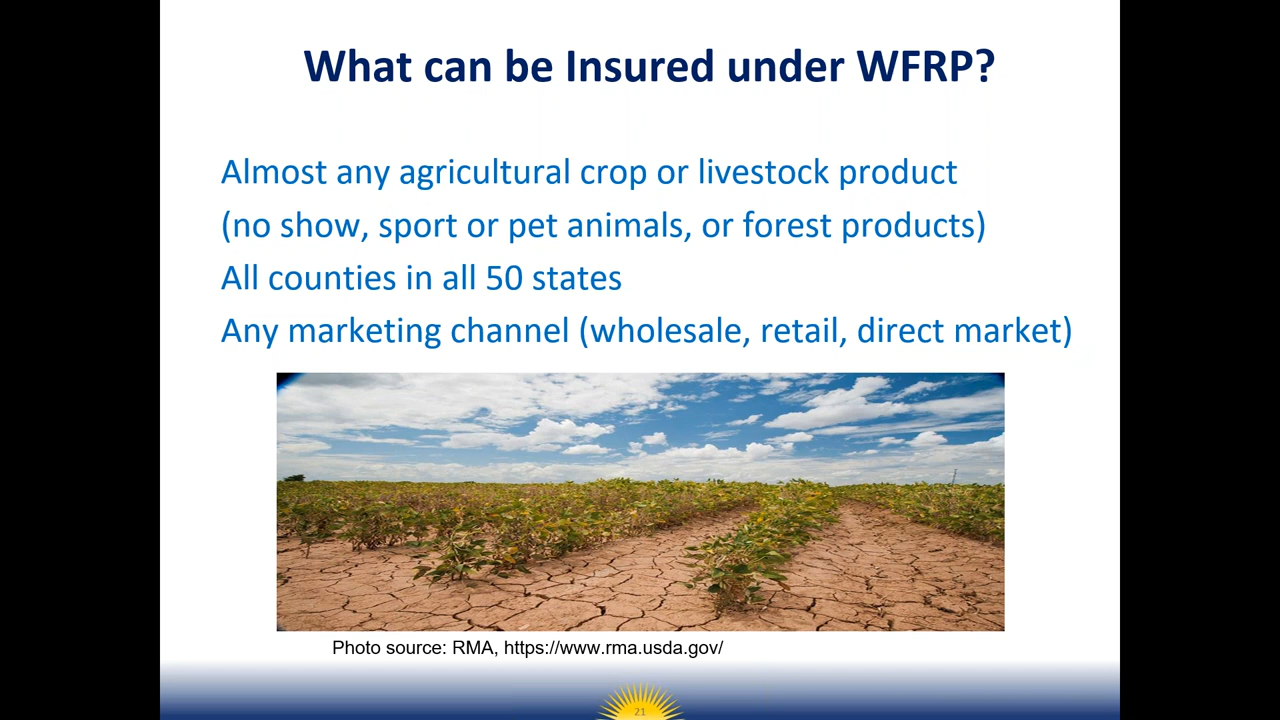 What can be Insured under WFRP?
Almost any agricultural crop or livestock product
(no show, sport or pet animals, or forest products)
All counties in all 50 states
Any marketing channel (wholesale, retail, direct market)
Photo source: RMA, https://www.rma.usda.gov/
21